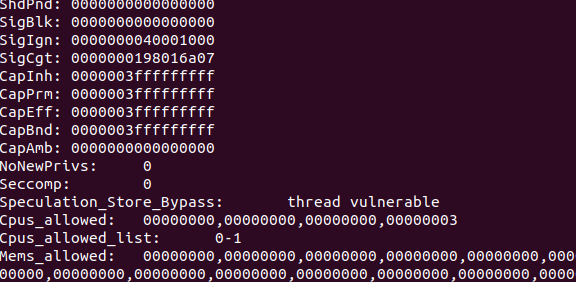 ShdPnd: 0000000000000000
SigBlk: 0000000000000000
SigIgn: 0000000040001000
SigCgt: 0000000198016a07
CapInh: 0000003fffffffff
CapPrm: 0000003fffffffff
CapEff: 0000003fffffffff
CapBnd: 0000003fffffffff
CapAmb: 0000000000000000
NoNewPrivs: 0
Seccomp: 0
Speculation_Store_Bypass: thread vulnerable
Cpus_allowed: 00000000,00000000,00000000,00000003
Cpus_allowed_list: 0-1
Mems_allowed: 00000000,00000000,00000000,00000000,00000000,000
00000,00000000,00000000,00000000,00000000,00000000,00000000,000